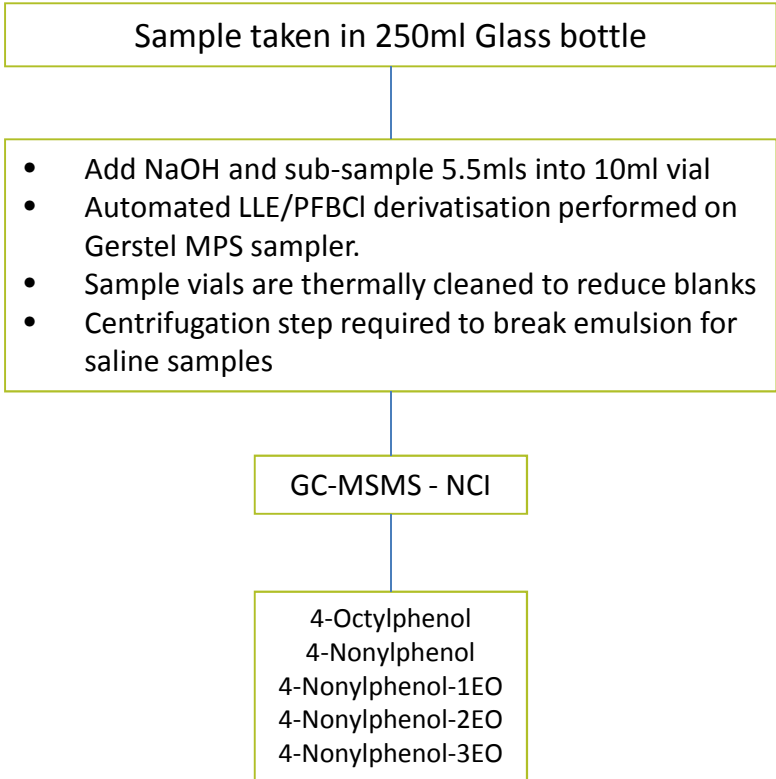 Sample taken in 250ml Glass bottle
• Add NaOH and sub-sample 5.5mls into 10ml vial
• Automated LLE/PFBCl derivatisation performed on
Gerstel MPS sampler.
• Sample vials are thermally cleaned to reduce blanks
• Centrifugation step required to break emulsion for
saline samples
GC-MSMS - NCI
4-Octylphenol
4-Nonylphenol
4-Nonylphenol-1EO
4-Nonylphenol-2EO
4-Nonylphenol-3EO